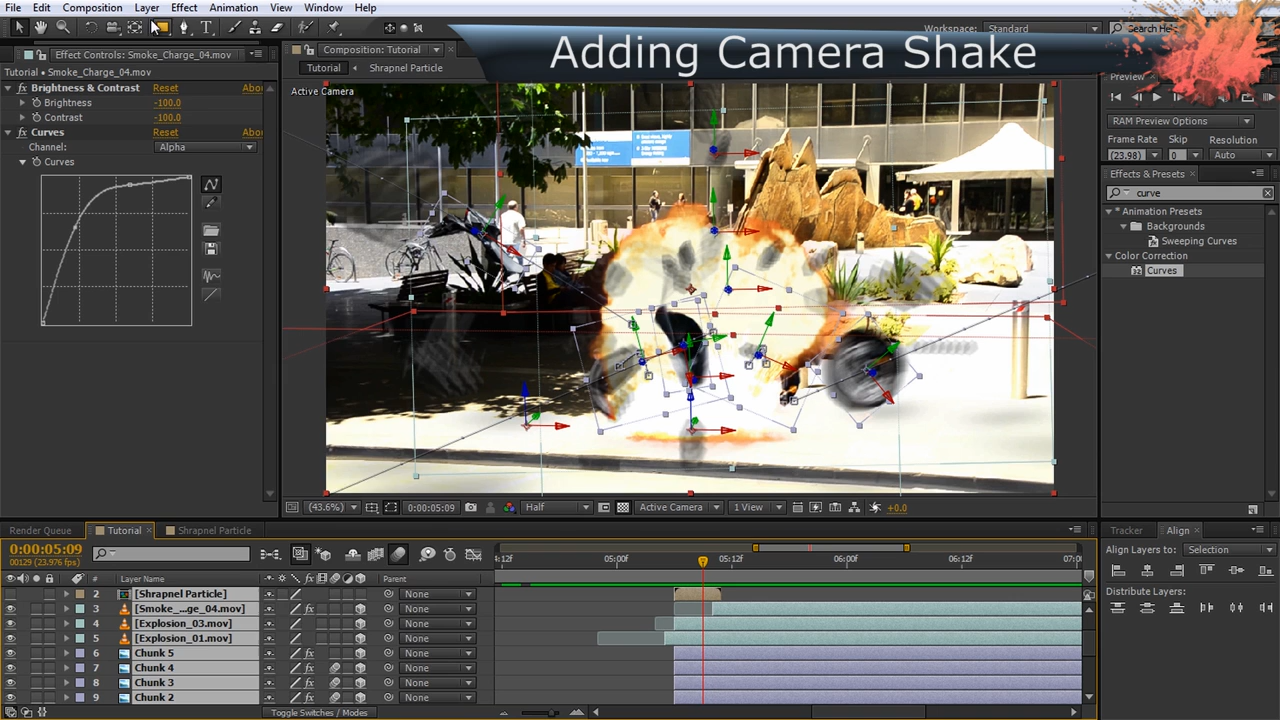 File Edit Composition Layer Effect Animation View Window Help
Adding Camera Shake
Workspace: Standard
Search He
Effect Controls: Smoke_Charge_04.mov
Tutorial • Smoke_Charge_04.mov
Brightness & Contrast Reset Abou
Brightness -100.0
Contrast -100.0
Curves Reset Abou
Channel: Alpha
Curves
Composition: Tutorial
Tutorial Shrapnel Particle
Active Camera
Preview
RAM Preview Options
Frame Rate Skip Resolution
(23.98) 0 Auto
Effects & Presets
curve
* Animation Presets
Backgrounds
Sweeping Curves
Color Correction
Curves
(43.6%) 0:00:05:09 Half Active Camera 1 View +0.0
Render Queue Tutorial Shrapnel Particle
0:00:05:09
00129 (23.976 fps)
:12f 05:00f 05:12f 06:00f 06:12f 07:0
# Layer Name Parent
2 [Shrapnel Particle] None
3 [Smoke_...ge_04.mov] None
4 [Explosion_03.mov] None
5 [Explosion_01.mov] None
6 Chunk 5 None
7 Chunk 4 None
8 Chunk 3 None
9 Chunk 2 None
Toggle Switches / Modes
Tracker Align
Align Layers to: Selection
Distribute Layers: